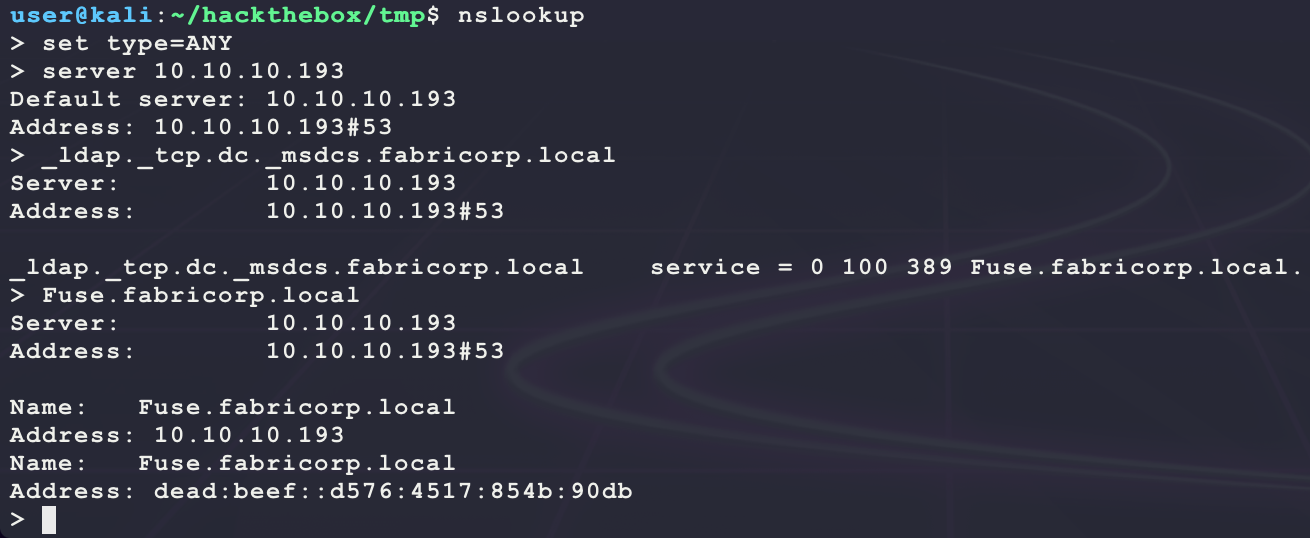 user@kali:~/hackthebox/tmp$ nslookup
> set type=ANY
> server 10.10.10.193
Default server: 10.10.10.193
Address: 10.10.10.193#53
> _ldap._tcp.dc._msdcs.fabricorp.local
Server:         10.10.10.193
Address:        10.10.10.193#53

_ldap._tcp.dc._msdcs.fabricorp.local    service = 0 100 389 Fuse.fabricorp.local.
> Fuse.fabricorp.local
Server:         10.10.10.193
Address:        10.10.10.193#53

Name:   Fuse.fabricorp.local
Address: 10.10.10.193
Name:   Fuse.fabricorp.local
Address: dead:beef::d576:4517:854b:90db
>